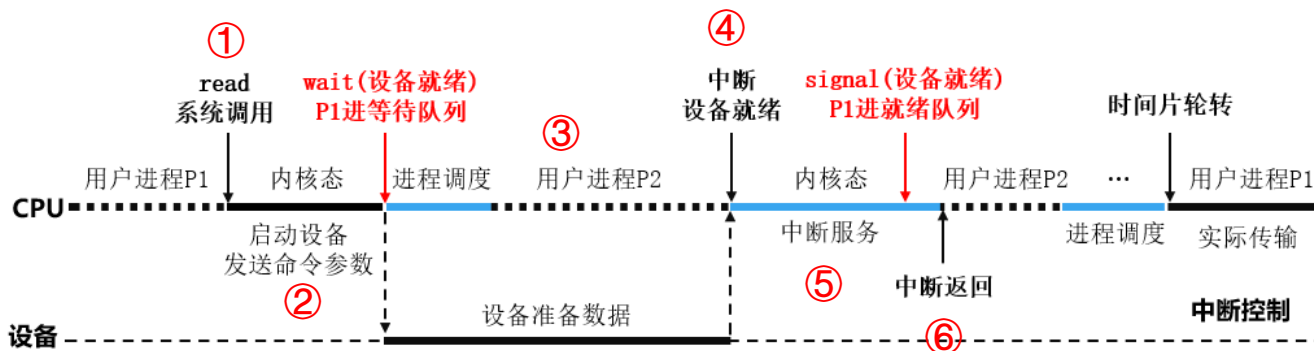 ①
④
read
系统调用
wait(设备就绪)
P1进等待队列
中断
设备就绪
signal(设备就绪)
P1进就绪队列
时间片轮转
③
用户进程P1
内核态
进程调度
用户进程P2
内核态
用户进程P2
…
用户进程P1
CPU
启动设备
发送命令参数
中断服务
进程调度
实际传输
②
⑤
中断返回
设备准备数据
中断控制
设备
⑥